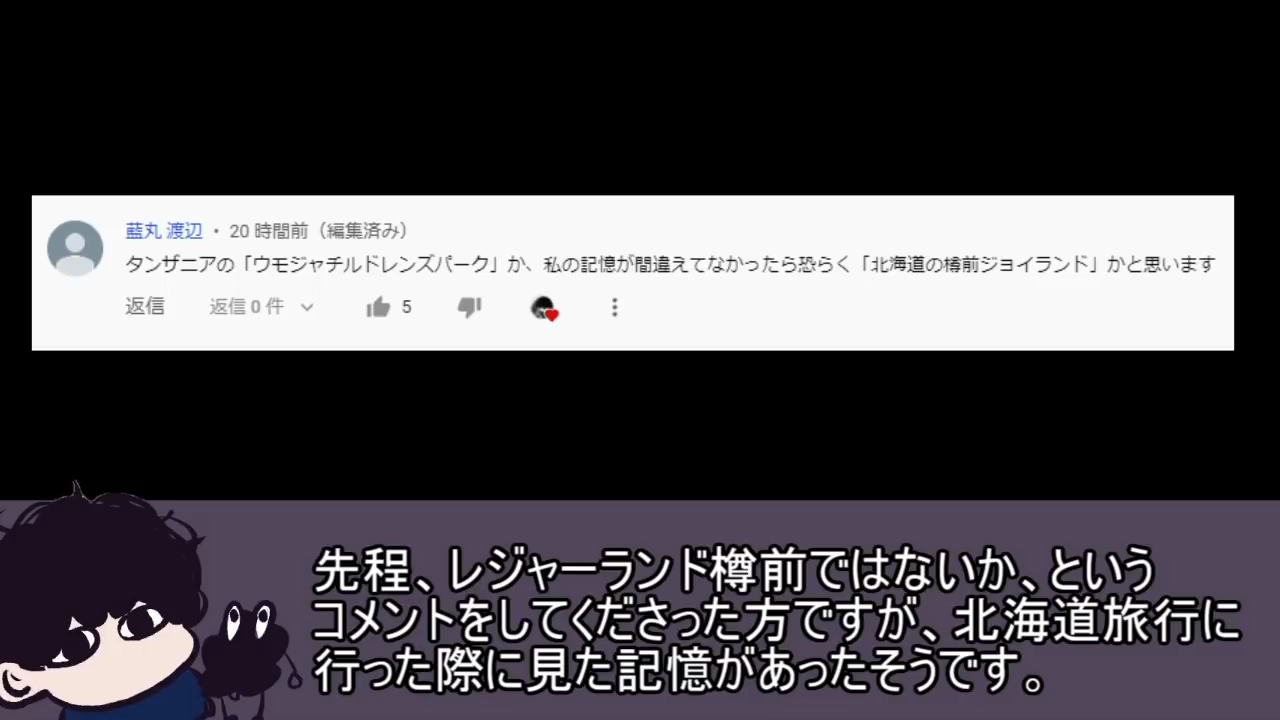 藍丸 渡辺 ・ 20 時間前（編集済み）
タンザニアの「ウモジャチルドレンズパーク」か、私の記憶が間違えてなかったら恐らく「北海道の樽前ジョイランド」かと思います
返信 返信 0 件 5
先程、レジャーランド樽前ではないか、という
コメントをしてくださった方ですが、北海道旅行に
行った際に見た記憶があったそうです。